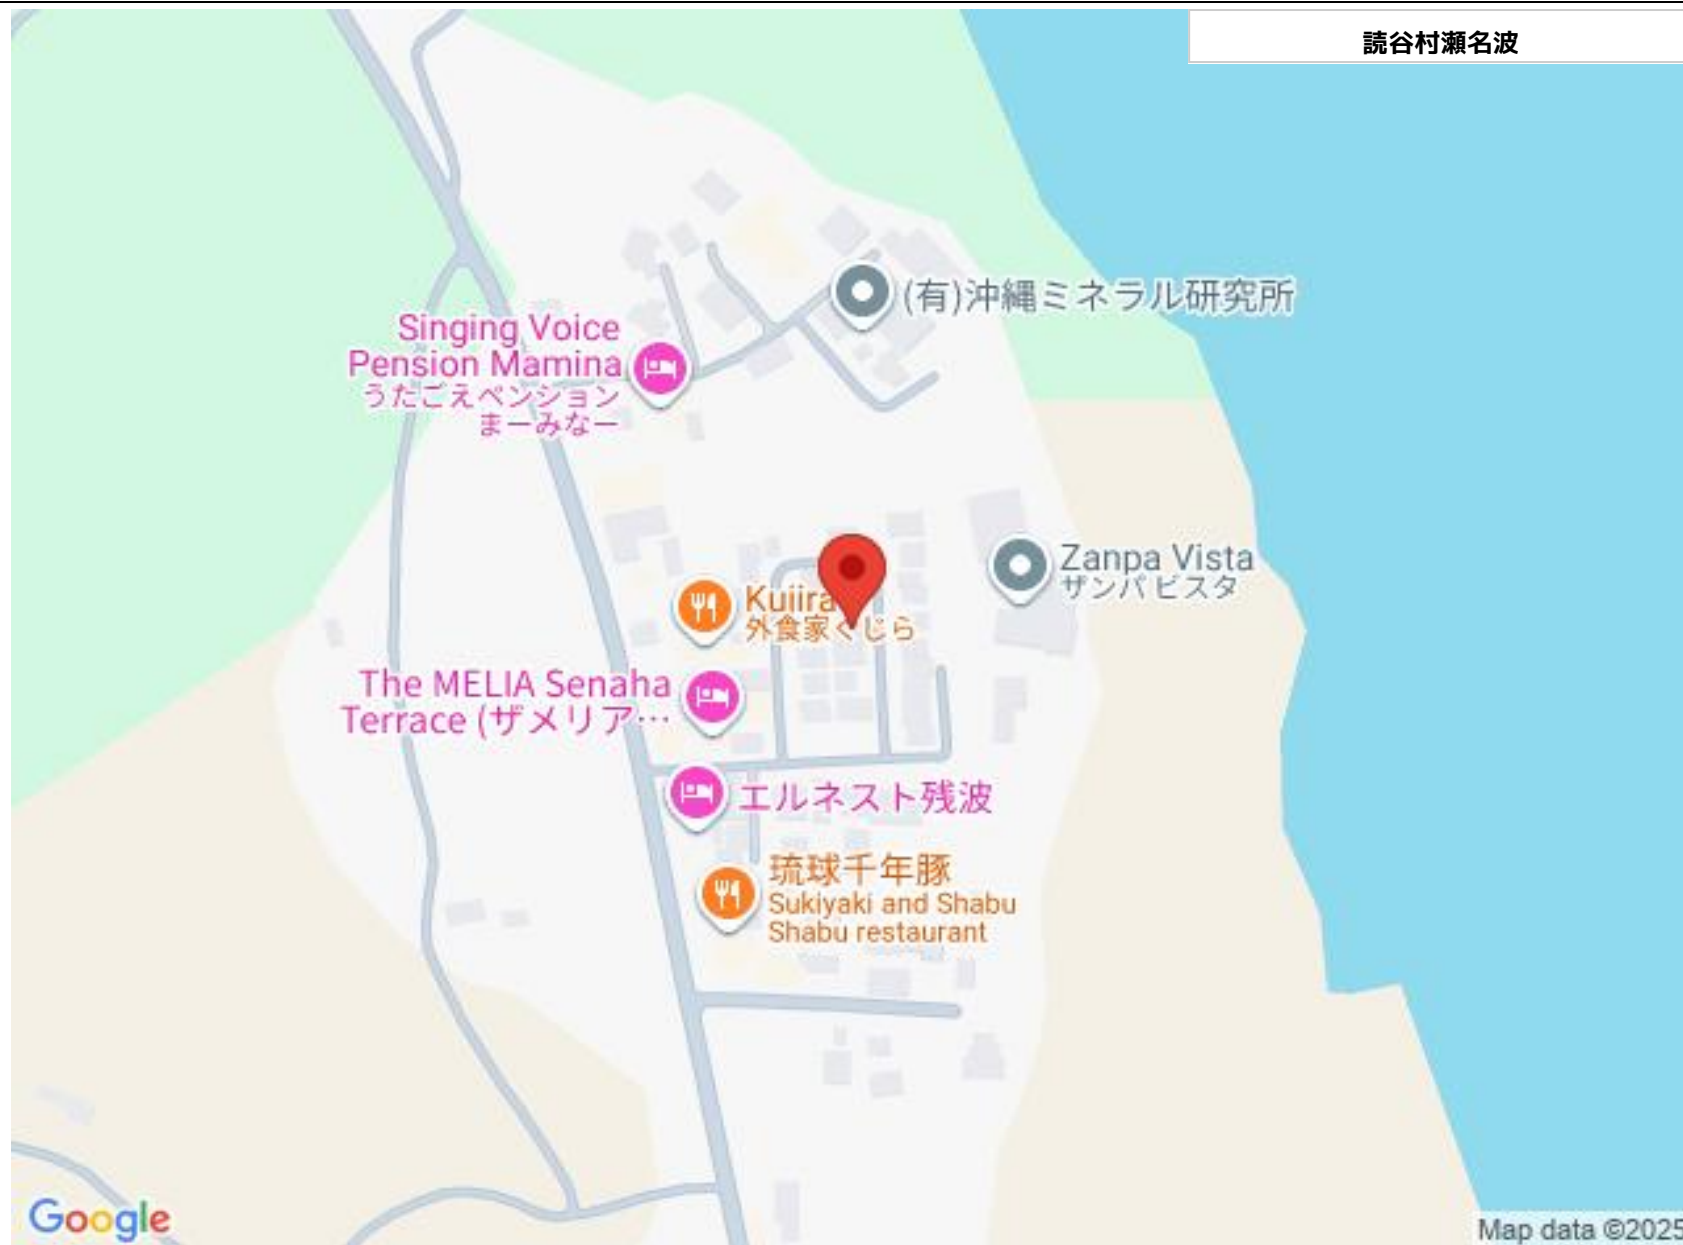 読谷村瀬名波
(有)沖縄ミネラル研究所
Singing Voice
Pension Mamina
うたごえペンション
まーみなー
Zanpa Vista
ザンパ ビスタ
Kujira
外食家くじら
The MELIA Senaha
Terrace (ザメリア…
エルネスト残波
琉球千年豚
Sukiyaki and Shabu
Shabu restaurant
Google
Map data ©2025